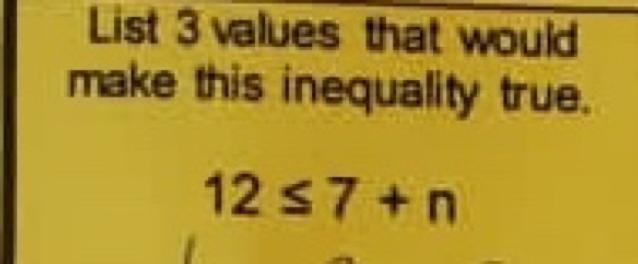 List 3 values that would
make this inequality true.
12 ≤ 7 + n